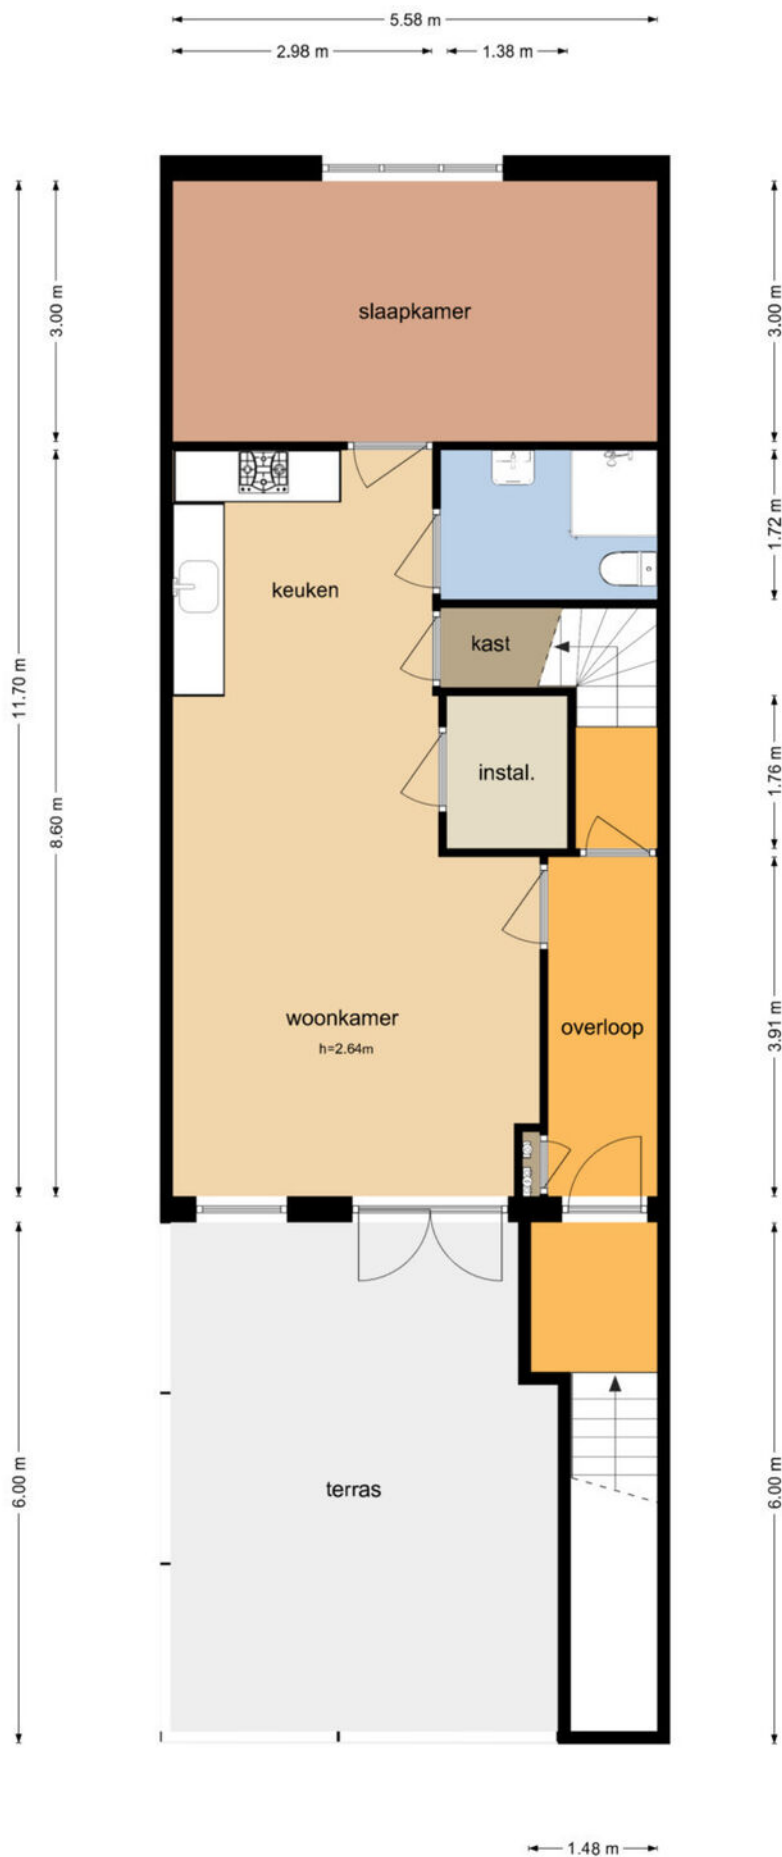 5.58 m
2.98 m
1.38 m
3.00 m
3.00 m
slaapkamer
1.72 m
keuken
kast
11.70 m
instal.
1.76 m
8.60 m
woonkamer
h=2.64m
overloop
3.91 m
6.00 m
terras
6.00 m
1.48 m